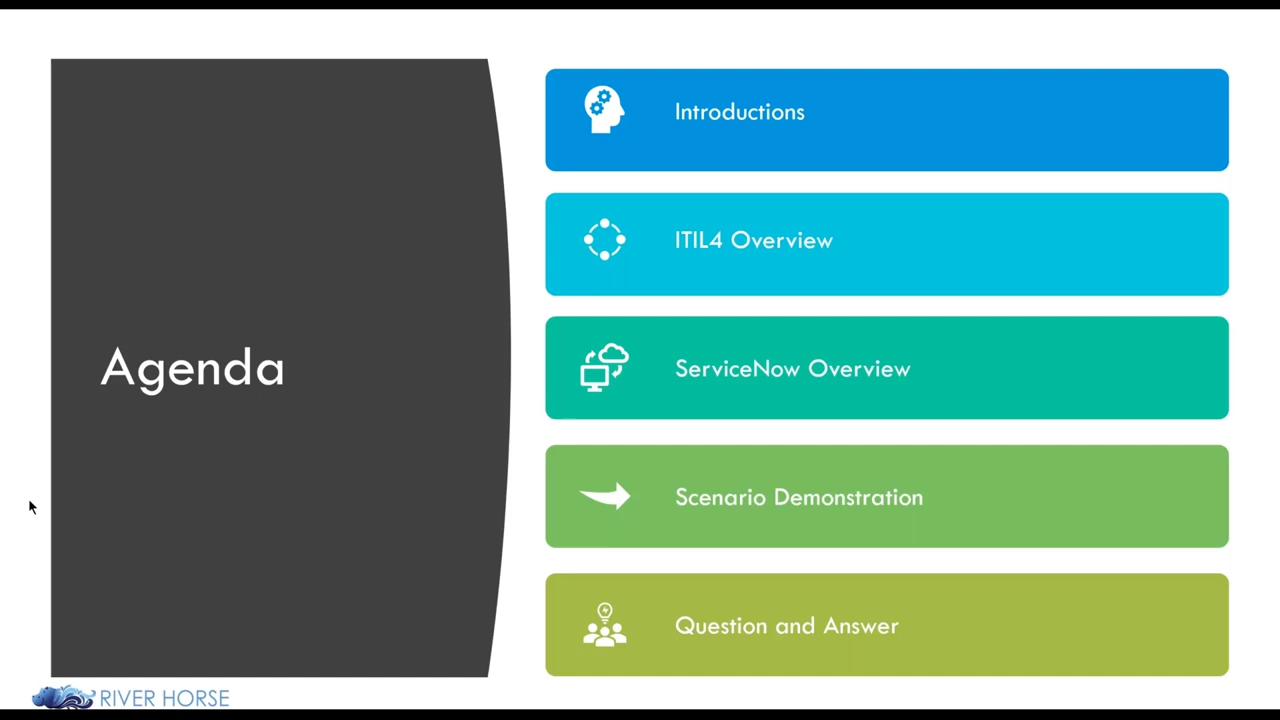 Agenda
Introductions
ITIL4 Overview
ServiceNow Overview
Scenario Demonstration
Question and Answer
RIVER HORSE